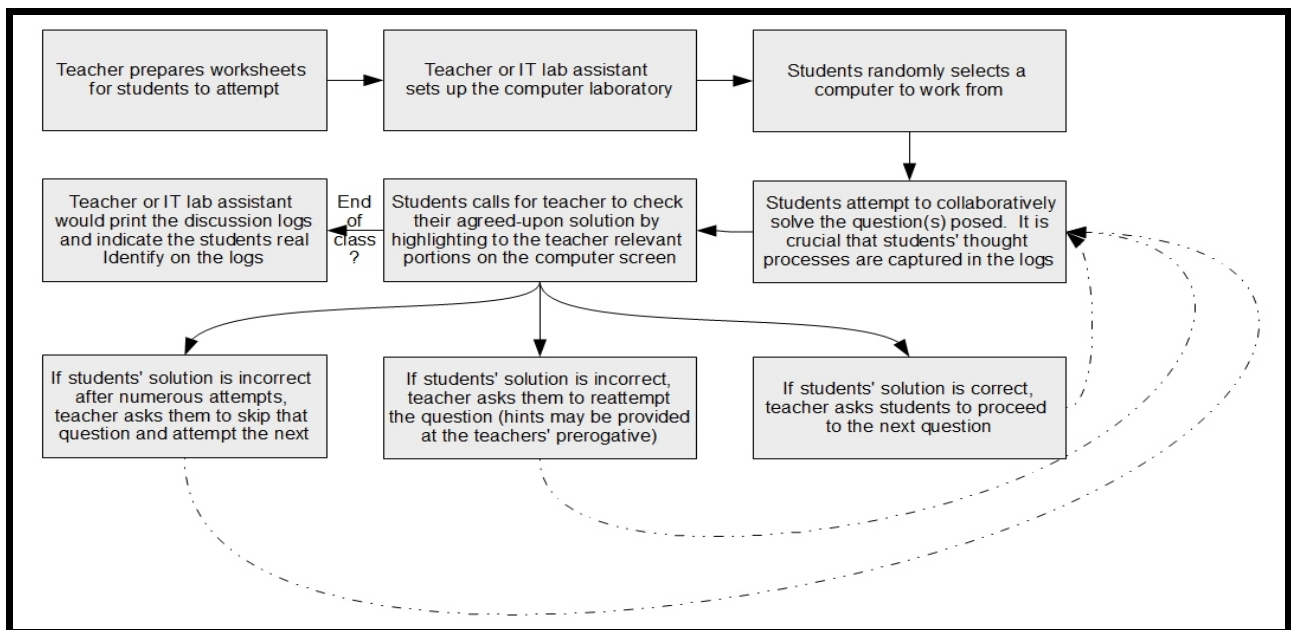 Teacher prepares worksheets
for students to attempt
Teacher or IT lab assistant
sets up the computer laboratory
Students randomly selects a
computer to work from
Students attempt to collaboratively
solve the question(s) posed. It is
crucial that students' thought
processes are captured in the logs
Students calls for teacher to check
their agreed-upon solution by
highlighting to the teacher relevant
portions on the computer screen
End
of
class
?
Teacher or IT lab assistant
would print the discussion logs
and indicate the students real
Identify on the logs
If students' solution is incorrect
after numerous attempts,
teacher asks them to skip that
question and attempt the next
If students' solution is incorrect,
teacher asks them to reattempt
the question (hints may be provided
at the teachers' prerogative)
If students' solution is correct,
teacher asks students to proceed
to the next question